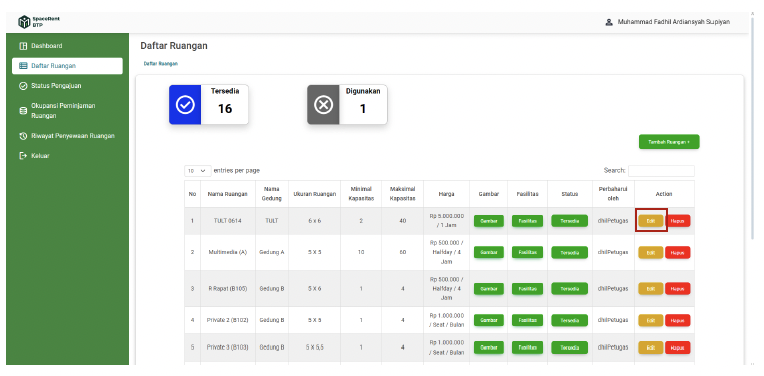 SpaceRent
BTP
Muhammad Fadhil Ardiansyah Supiyan
Dashboard
Daftar Ruangan
Status Pengajuan
Okupansi Peminjaman
Ruangan
Riwayat Penyewaan Ruangan
Keluar
Daftar Ruangan
Daftar Ruangan
Tersedia
16
Digunakan
1
Tambah Ruangan +
10 entries per page
Search:
No Nama Ruangan Nama Gedung Ukuran Ruangan Minimal Kapasitas Maksimal Kapasitas Harga Gambar Fasilitas Status Perbaharui oleh Action
1 TULT 0614 TULT 6 x 6 2 40 Rp 5.000.000 / 1 Jam Gambar Fasilitas Tersedia dhilPetugas Edit Hapus
2 Multimedia (A) Gedung A 5 X 5 10 60 Rp 500.000 / Halfday / 4 Jam Gambar Fasilitas Tersedia dhilPetugas Edit Hapus
3 R Rapat (B105) Gedung B 5 X 6 1 4 Rp 500.000 / Halfday / 4 Jam Gambar Fasilitas Tersedia dhilPetugas Edit Hapus
4 Private 2 (B102) Gedung B 5 X 5 1 4 Rp 1.000.000 / Seat / Bulan Gambar Fasilitas Tersedia dhilPetugas Edit Hapus
5 Private 3 (B103) Gedung B 5 X 5,5 1 4 Rp 1.000.000 / Seat / Bulan Gambar Fasilitas Tersedia dhilPetugas Edit Hapus